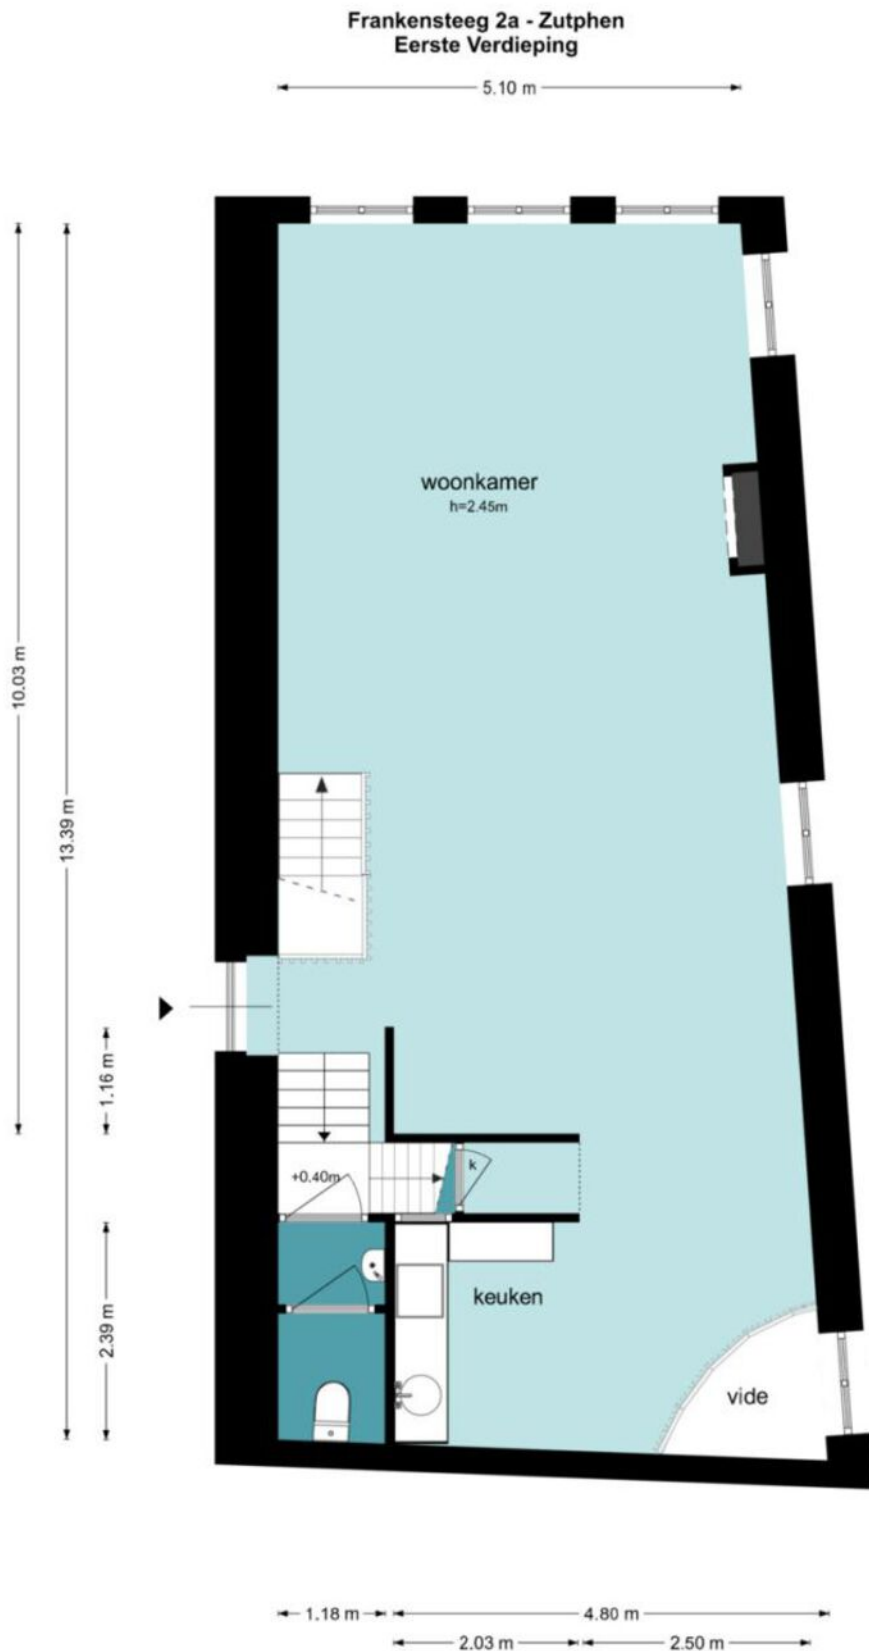 Frankensteeg 2a - Zutphen
Eerste Verdieping
5.10 m
woonkamer
h=2.45m
10.03 m
13.39 m
1.16 m
+0.40m
k
keuken
2.39 m
vide
1.18 m
4.80 m
2.03 m
2.50 m